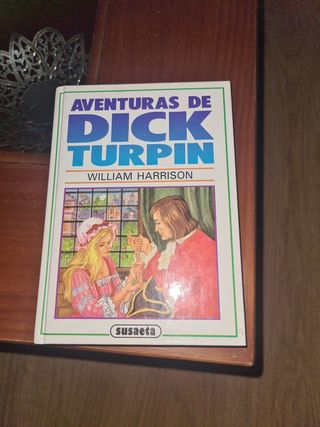 AVENTURAS DE
DICK
TURPIN
WILLIAM HARRISON
susaeta